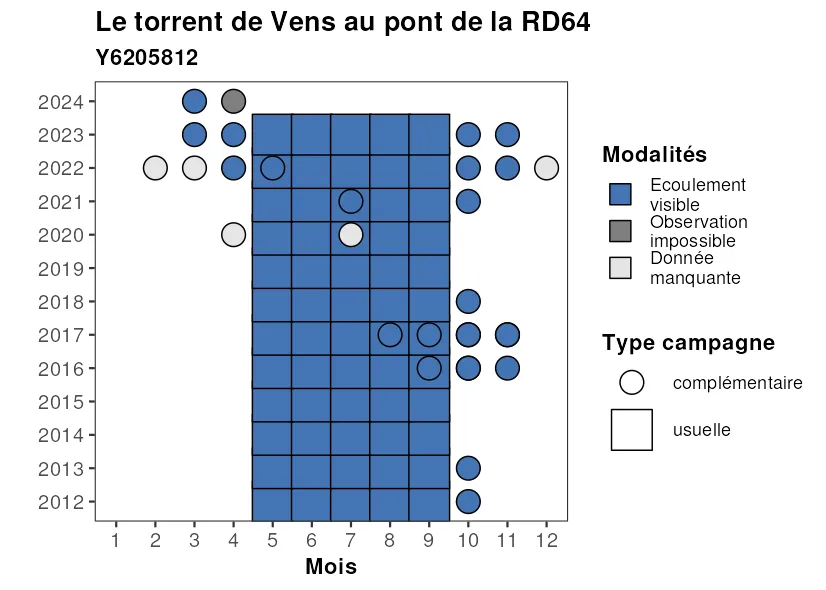 Le torrent de Vens au pont de la RD64
Y6205812
2024
2023
2022
2021
2020
2019
2018
2017
2016
2015
2014
2013
2012
1 2 3 4 5 6 7 8 9 10 11 12
Mois
Modalités
Ecoulement
visible
Observation
impossible
Donnée
manquante
Type campagne
complémentaire
usuelle